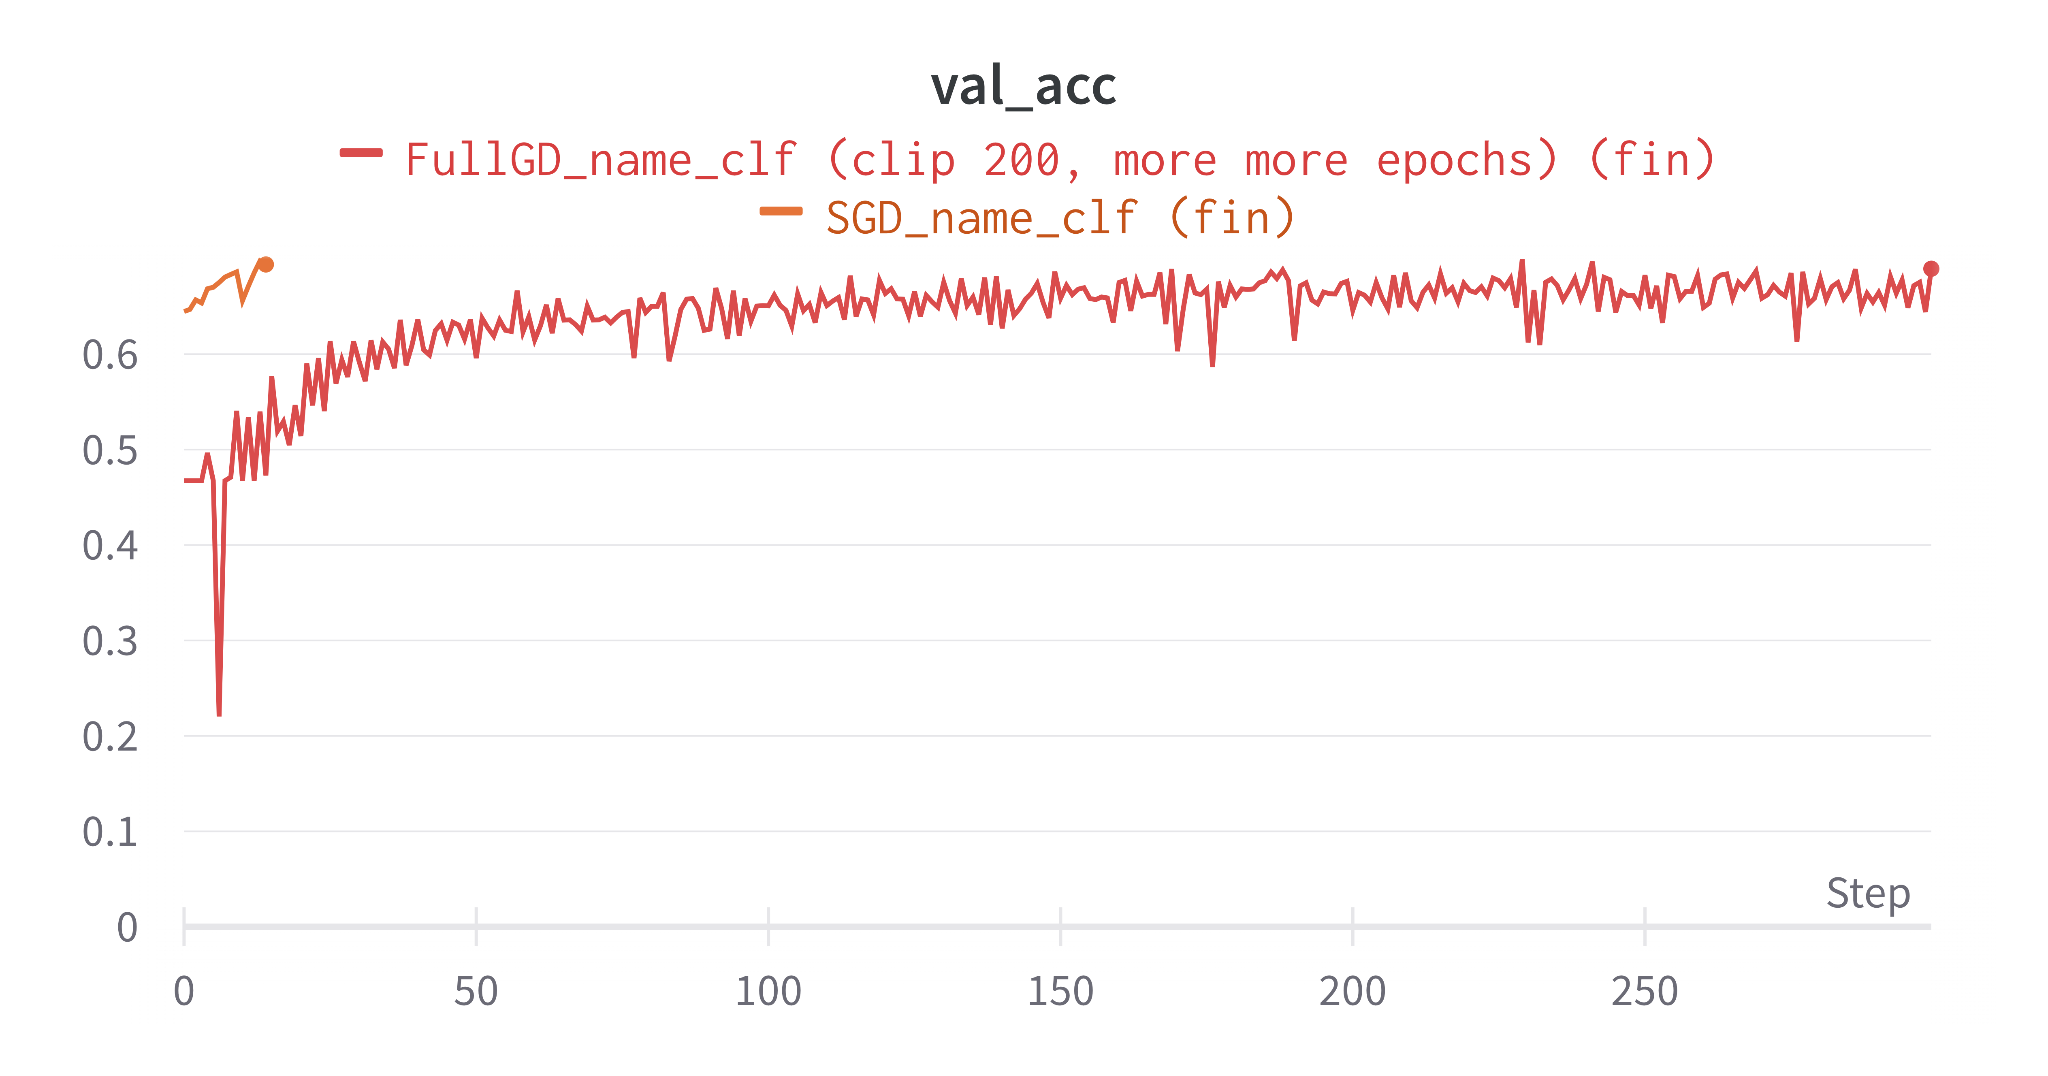 val_acc
FullGD_name_clf (clip 200, more more epochs) (fin)
SGD_name_clf (fin)
0.6
0.5
0.4
0.3
0.2
0.1
Step
0
0 50 100 150 200 250